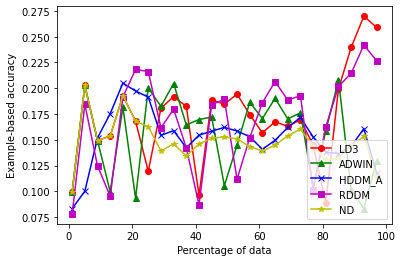 0.275
0.250
0.225
0.200
0.175
0.150
0.125
0.100
0.075
Example-based accuracy
0
20
40
60
80
100
Percentage of data
LD3
ADWIN
HDDM_A
RDDM
ND